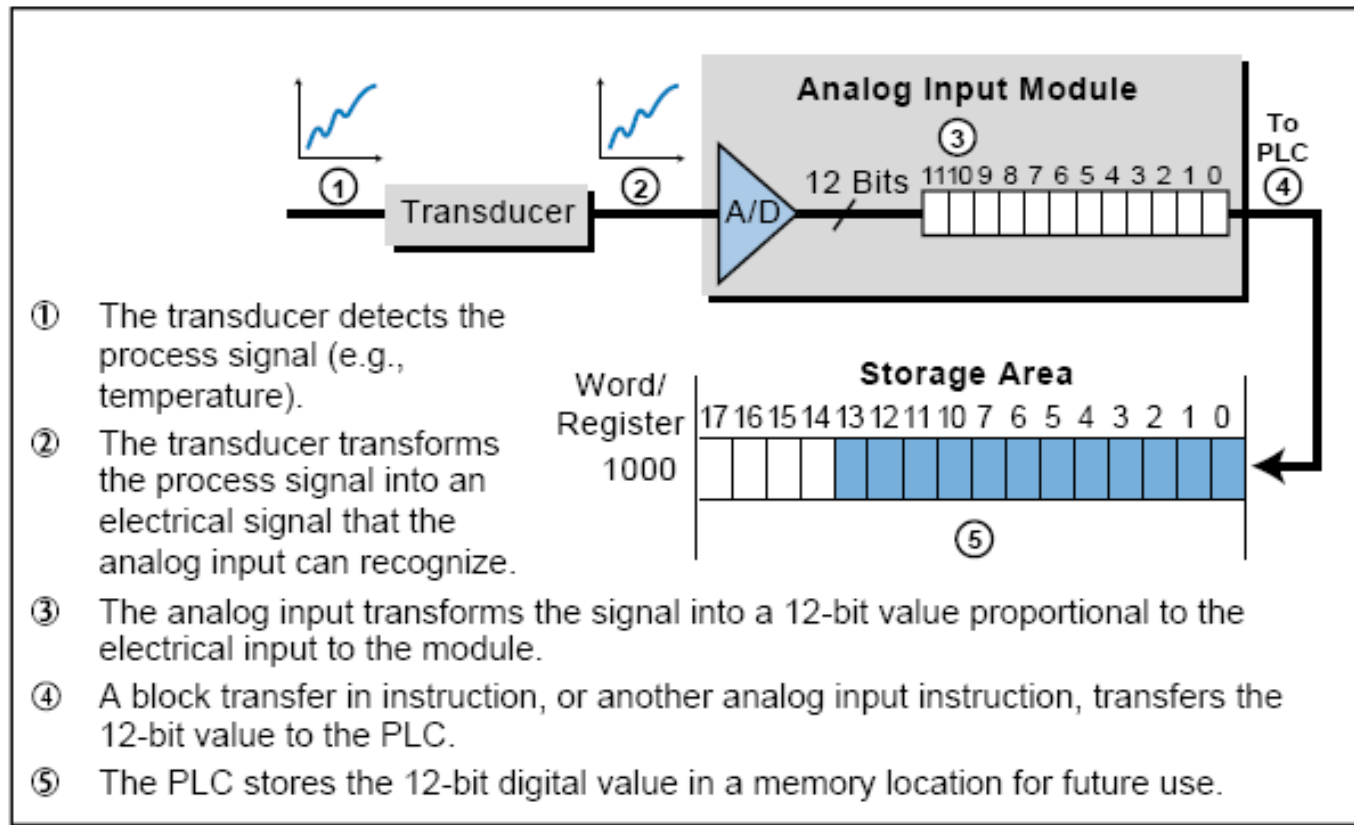 Analog Input Module
①
②
③
To
PLC
④
12 Bits
11 10 9 8 7 6 5 4 3 2 1 0
Transducer
A/D
① The transducer detects the
process signal (e.g.,
temperature).
② The transducer transforms
the process signal into an
electrical signal that the
analog input can recognize.
Storage Area
Word/
Register
17 16 15 14 13 12 11 10 7 6 5 4 3 2 1 0
1000
⑤
③ The analog input transforms the signal into a 12-bit value proportional to the
electrical input to the module.
④ A block transfer in instruction, or another analog input instruction, transfers the
12-bit value to the PLC.
⑤ The PLC stores the 12-bit digital value in a memory location for future use.